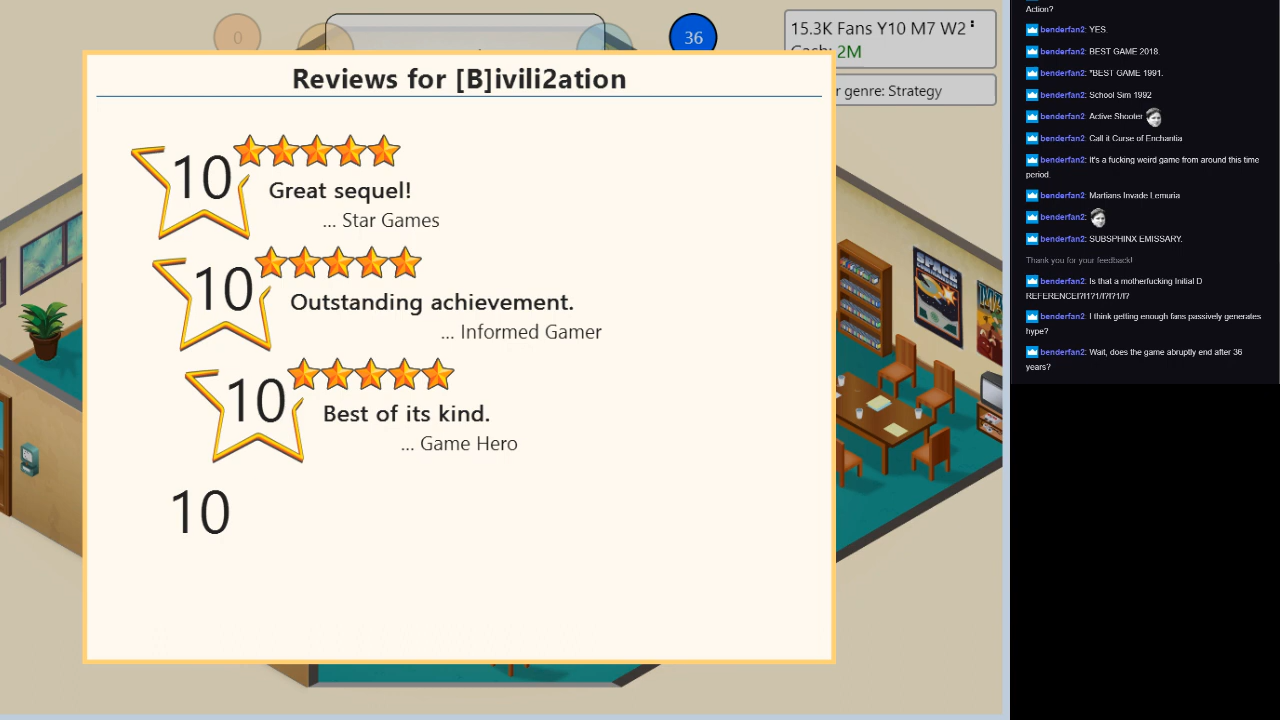 0
36
15.3K Fans Y10 M7 W2
Cash: 2M
r genre: Strategy
Reviews for [B]ivili2ation
10
Great sequel!
... Star Games
10
Outstanding achievement.
... Informed Gamer
10
Best of its kind.
... Game Hero
10
SPACE
Action?
benderfan2: YES.
benderfan2: BEST GAME 2018.
benderfan2: *BEST GAME 1991.
benderfan2: School Sim 1992
benderfan2: Active Shooter
benderfan2: Call it Curse of Enchantia
benderfan2: It's a fucking weird game from around this time
period.
benderfan2: Martians Invade Lemuria
benderfan2:
benderfan2: SUBSPHINX EMISSARY.
Thank you for your feedback!
benderfan2: Is that a motherfucking Initial D
REFERENCE!?!1?1/!?!?1/!?
benderfan2: I think getting enough fans passively generates
hype?
benderfan2: Wait, does the game abruptly end after 36
years?